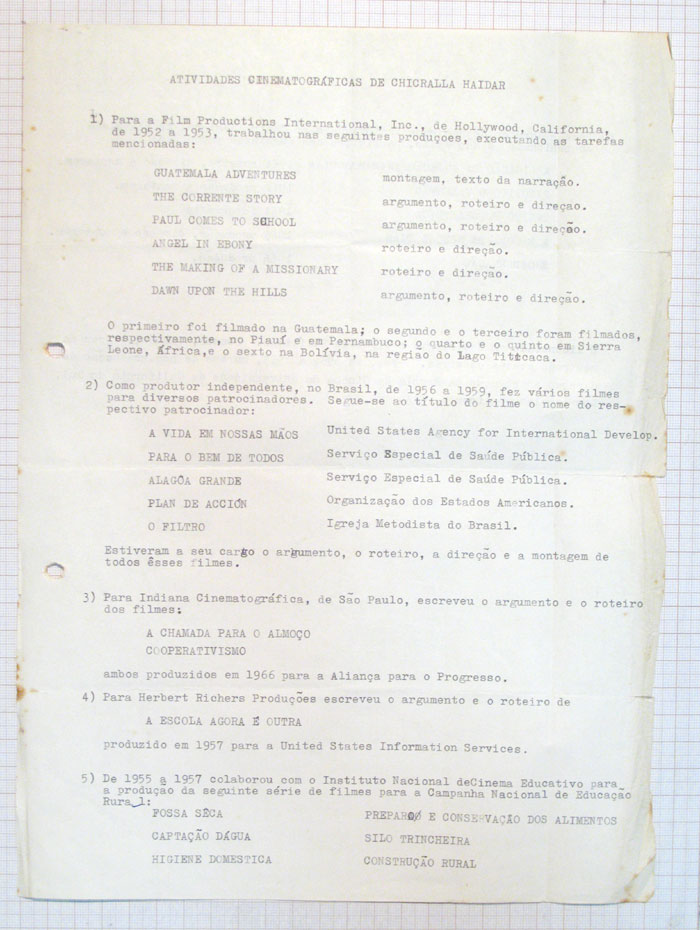 ATIVIDADES CINEMATOGRÁFICAS DE CHICRALLA HAIDAR
1) Para a Film Productions International, Inc., de Hollywood, California,
de 1952 a 1953, trabalhou nas seguintes produçoes, executando as tarefas
mencionadas:
GUATEMALA ADVENTURES montagem, texto da narração.
THE CORRENTE STORY argumento, roteiro e direçao.
PAUL COMES TO SCHOOL argumento, roteiro e direção.
ANGEL IN EBONY roteiro e direção.
THE MAKING OF A MISSIONARY roteiro e direção.
DAWN UPON THE HILLS argumento, roteiro e direção.
O primeiro foi filmado na Guatemala; o segundo e o terceiro foram filmados,
respectivamente, no Piauí e em Pernambuco; o quarto e o quinto em Sierra
Leone, África,e o sexto na Bolívia, na regiao do Lago Titicaca.
2) Como produtor independente, no Brasil, de 1956 a 1959, fez vários filmes
para diversos patrocinadores. Segue-se ao título do filme o nome do res-
pectivo patrocinador:
A VIDA EM NOSSAS MÃOS United States Agency for International Develop.
PARA O BEM DE TODOS Serviço Especial de Saúde Pública.
ALAGÔA GRANDE Serviço Especial de Saúde Pública.
PLAN DE ACCIÓN Organização dos Estados Americanos.
O FILTRO Igreja Metodista do Brasil.
Estiveram a seu cargo o argumento, o roteiro, a direção e a montagem de
todos êsses filmes.
3) Para Indiana Cinematográfica, de São Paulo, escreveu o argumento e o roteiro
dos filmes:
A CHAMADA PARA O ALMOÇO
COOPERATIVISMO
ambos produzidos em 1966 para a Aliança para o Progresso.
4) Para Herbert Richers Produções escreveu o argumento e o roteiro de
A ESCOLA AGORA É OUTRA
produzido em 1957 para a United States Information Services.
5) De 1955 a 1957 colaborou com o Instituto Nacional deCinema Educativo para
a produção da seguinte série de filmes para a Campanha Nacional de Educação
Rural:
FOSSA SÊCA PREPARO E CONSERVAÇÃO DOS ALIMENTOS
CAPTAÇÃO DÁGUA SILO TRINCHEIRA
HIGIENE DOMESTICA CONSTRUÇÃO RURAL